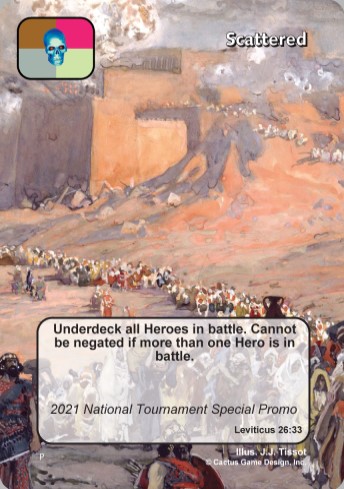 Scattered
Underdeck all Heroes in battle. Cannot
be negated if more than one Hero is in
battle.
2021 National Tournament Special Promo
Leviticus 26:33
P
Illus. J.J. Tissot
© Cactus Game Design, Inc.